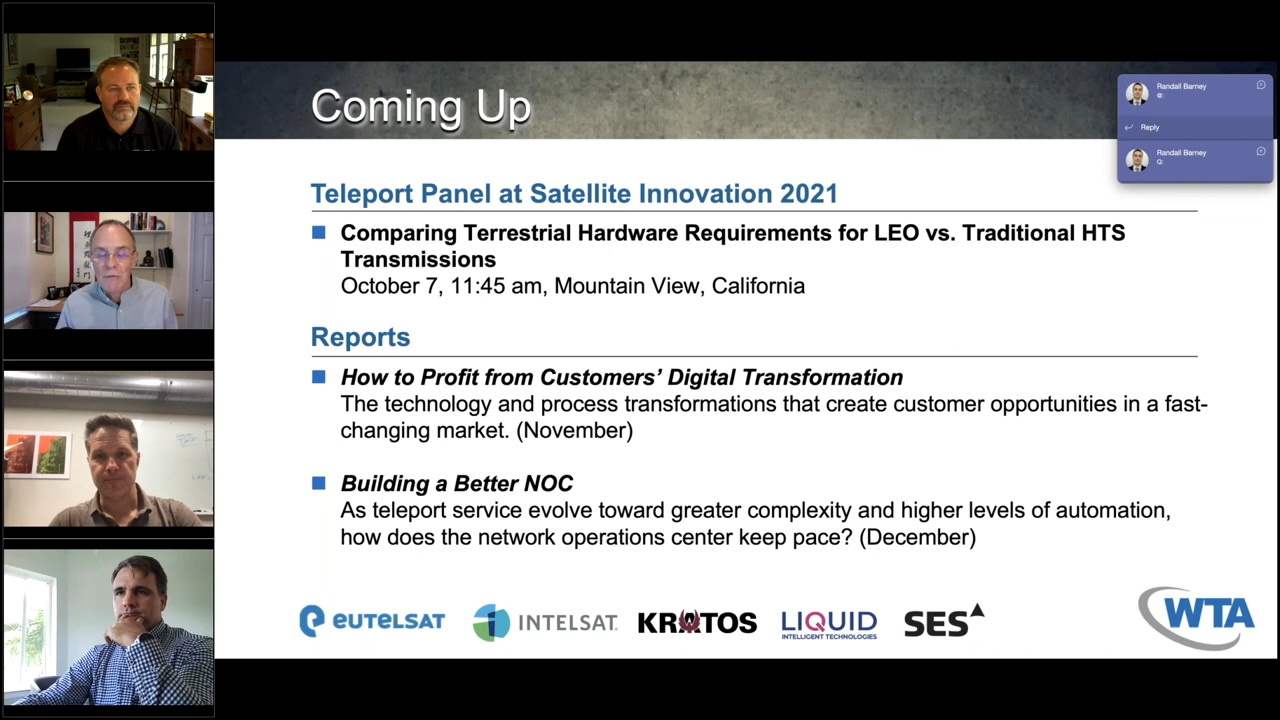 Coming Up
Randall Barney
Reply
Randall Barney
Q:
Teleport Panel at Satellite Innovation 2021
Comparing Terrestrial Hardware Requirements for LEO vs. Traditional HTS
Transmissions
October 7, 11:45 am, Mountain View, California
Reports
How to Profit from Customers' Digital Transformation
The technology and process transformations that create customer opportunities in a fast-
changing market. (November)
Building a Better NOC
As teleport service evolve toward greater complexity and higher levels of automation,
how does the network operations center keep pace? (December)
eutelsat
INTELSAT.
KRATOS
LIQUID
INTELLIGENT TECHNOLOGIES
SES
WTA